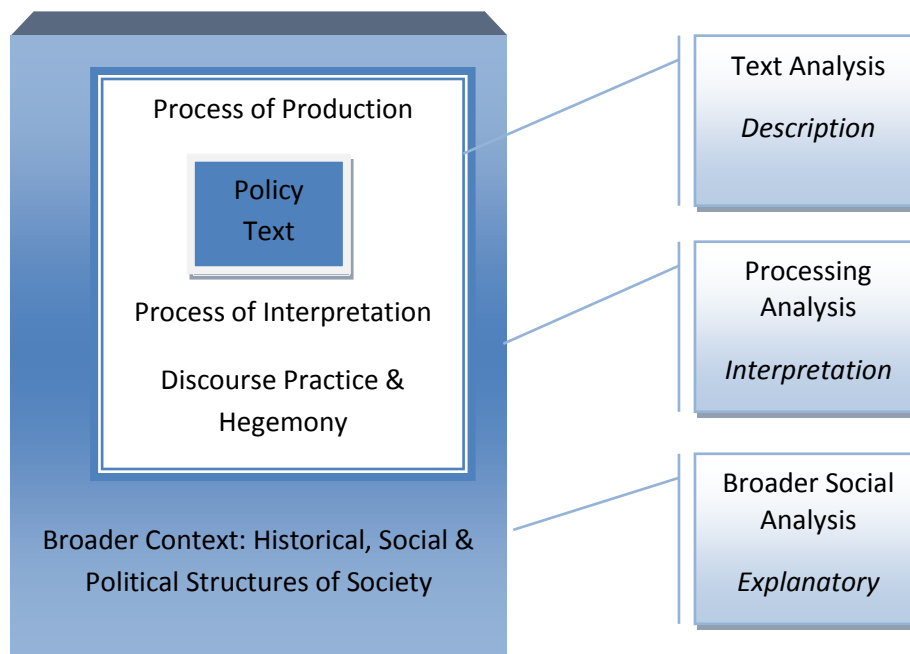 Process of Production
Policy
Text
Process of Interpretation
Discourse Practice &
Hegemony
Broader Context: Historical, Social &
Political Structures of Society
Text Analysis
Description
Processing
Analysis
Interpretation
Broader Social
Analysis
Explanatory